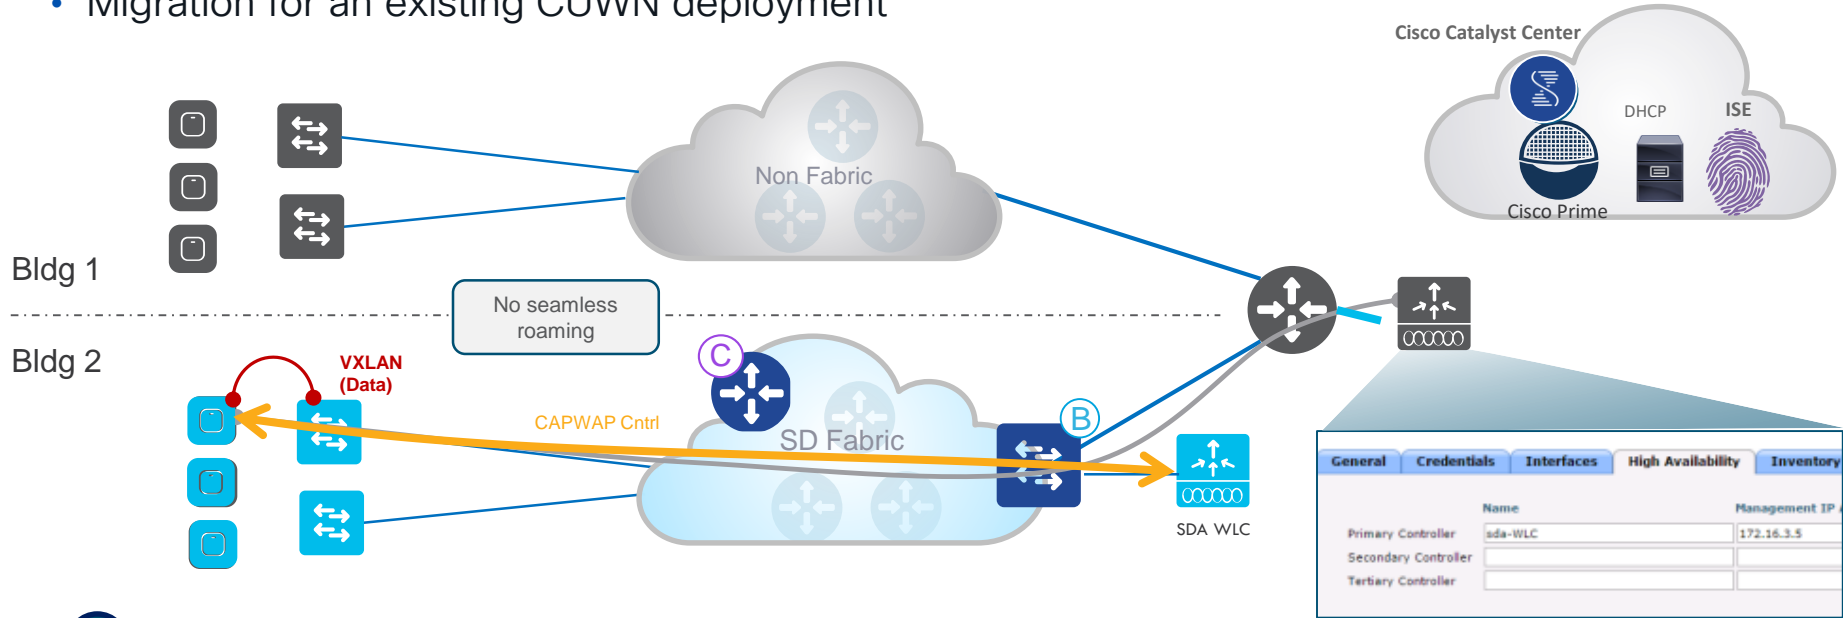 • Migration for an existing CUWN deployment
Cisco Catalyst Center
DHCP
ISE
Cisco Prime
Non Fabric
Bldg 1
No seamless
roaming
Bldg 2
VXLAN
(Data)
C
CAPWAP Cntrl
SD Fabric
B
SDA WLC
General Credentials Interfaces High Availability Inventory
Name Management IP
Primary Controller sda-WLC 172.16.3.5
Secondary Controller
Tertiary Controller